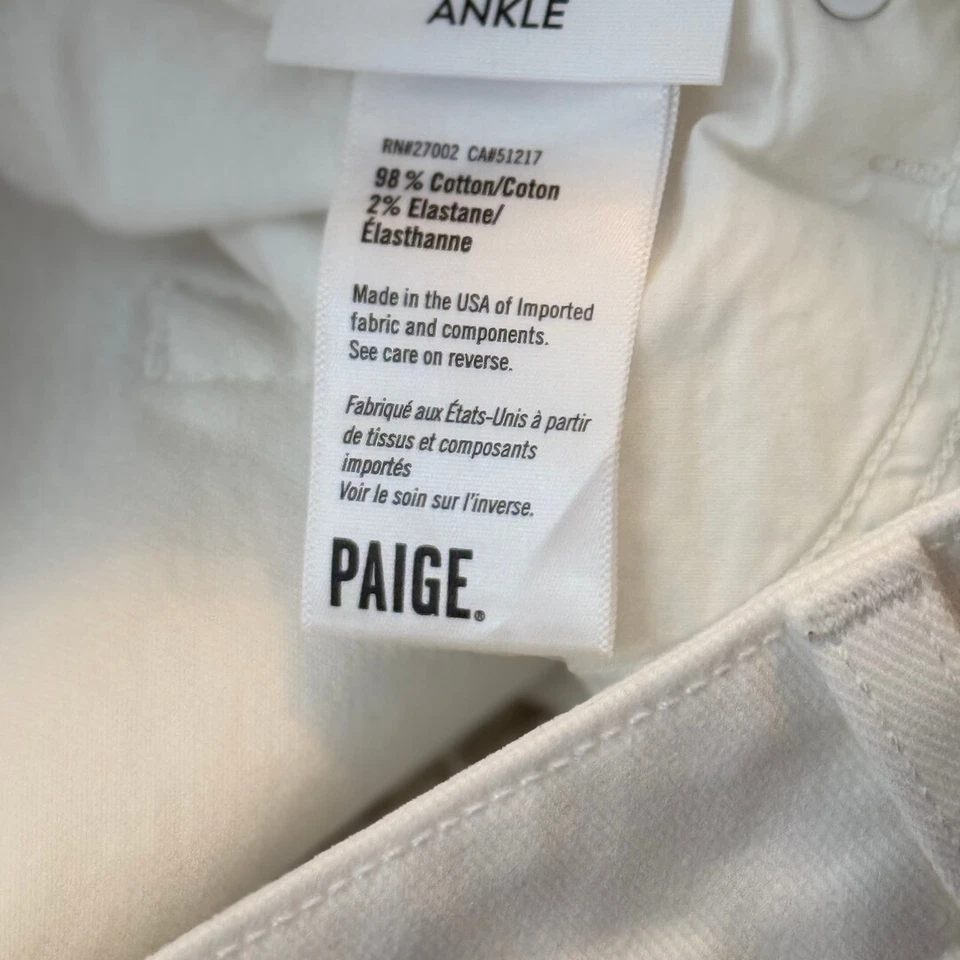 ANKLE
RN#27002 CA#51217
98 % Cotton/Coton
2% Elastane/
Élasthanne
Made in the USA of Imported
fabric and components.
See care on reverse.
Fabriqué aux États-Unis à partir
de tissus et composants
importés
Voir le soin sur l'inverse.
PAIGE®